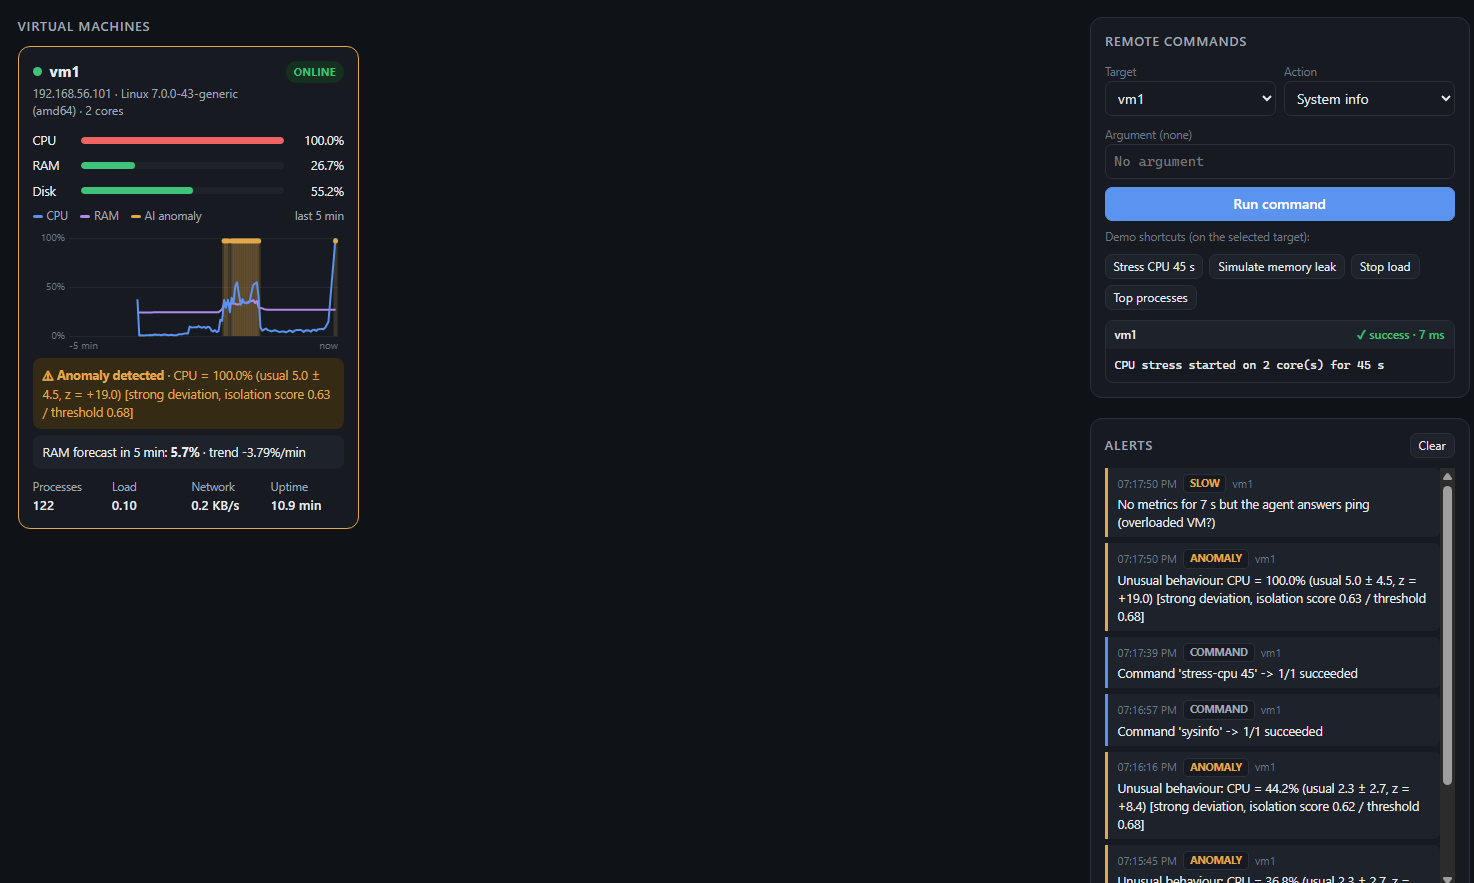 VIRTUAL MACHINES
vm1
ONLINE
192.168.56.101 · Linux 7.0.0-43-generic
(amd64) · 2 cores
CPU 100.0%
RAM 26.7%
Disk 55.2%
CPU RAM AI anomaly last 5 min
100%
50%
0%
-5 min now
⚠ Anomaly detected · CPU = 100.0% (usual 5.0 ±
4.5, z = +19.0) [strong deviation, isolation score 0.63
/ threshold 0.68]
RAM forecast in 5 min: 5.7% · trend -3.79%/min
Processes Load Network Uptime
122 0.10 0.2 KB/s 10.9 min
REMOTE COMMANDS
Target Action
vm1 System info
Argument (none)
No argument
Run command
Demo shortcuts (on the selected target):
Stress CPU 45 s Simulate memory leak Stop load
Top processes
vm1 ✓ success · 7 ms
CPU stress started on 2 core(s) for 45 s
ALERTS Clear
07:17:50 PM SLOW vm1
No metrics for 7 s but the agent answers ping
(overloaded VM?)
07:17:50 PM ANOMALY vm1
Unusual behaviour: CPU = 100.0% (usual 5.0 ± 4.5, z =
+19.0) [strong deviation, isolation score 0.63 / threshold
0.68]
07:17:39 PM COMMAND vm1
Command 'stress-cpu 45' -> 1/1 succeeded
07:16:57 PM COMMAND vm1
Command 'sysinfo' -> 1/1 succeeded
07:16:16 PM ANOMALY vm1
Unusual behaviour: CPU = 44.2% (usual 2.3 ± 2.7, z =
+8.4) [strong deviation, isolation score 0.62 / threshold
0.68]
07:15:45 PM ANOMALY vm1
Unusual behaviour: CPU = 36.8% (usual 2.3 ± 2.7, z =